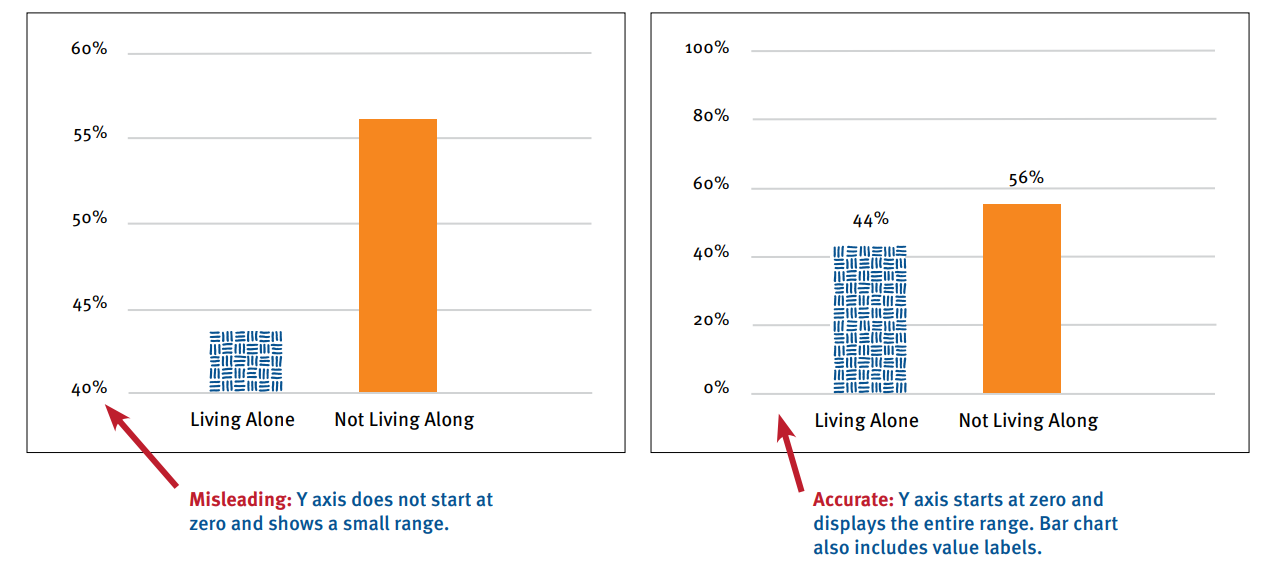 60%
55%
50%
45%
40%
Living Alone
Not Living Along
Misleading: Y axis does not start at
zero and shows a small range.
100%
80%
60%
40%
20%
0%
44%
56%
Living Alone
Not Living Along
Accurate: Y axis starts at zero and
displays the entire range. Bar chart
also includes value labels.